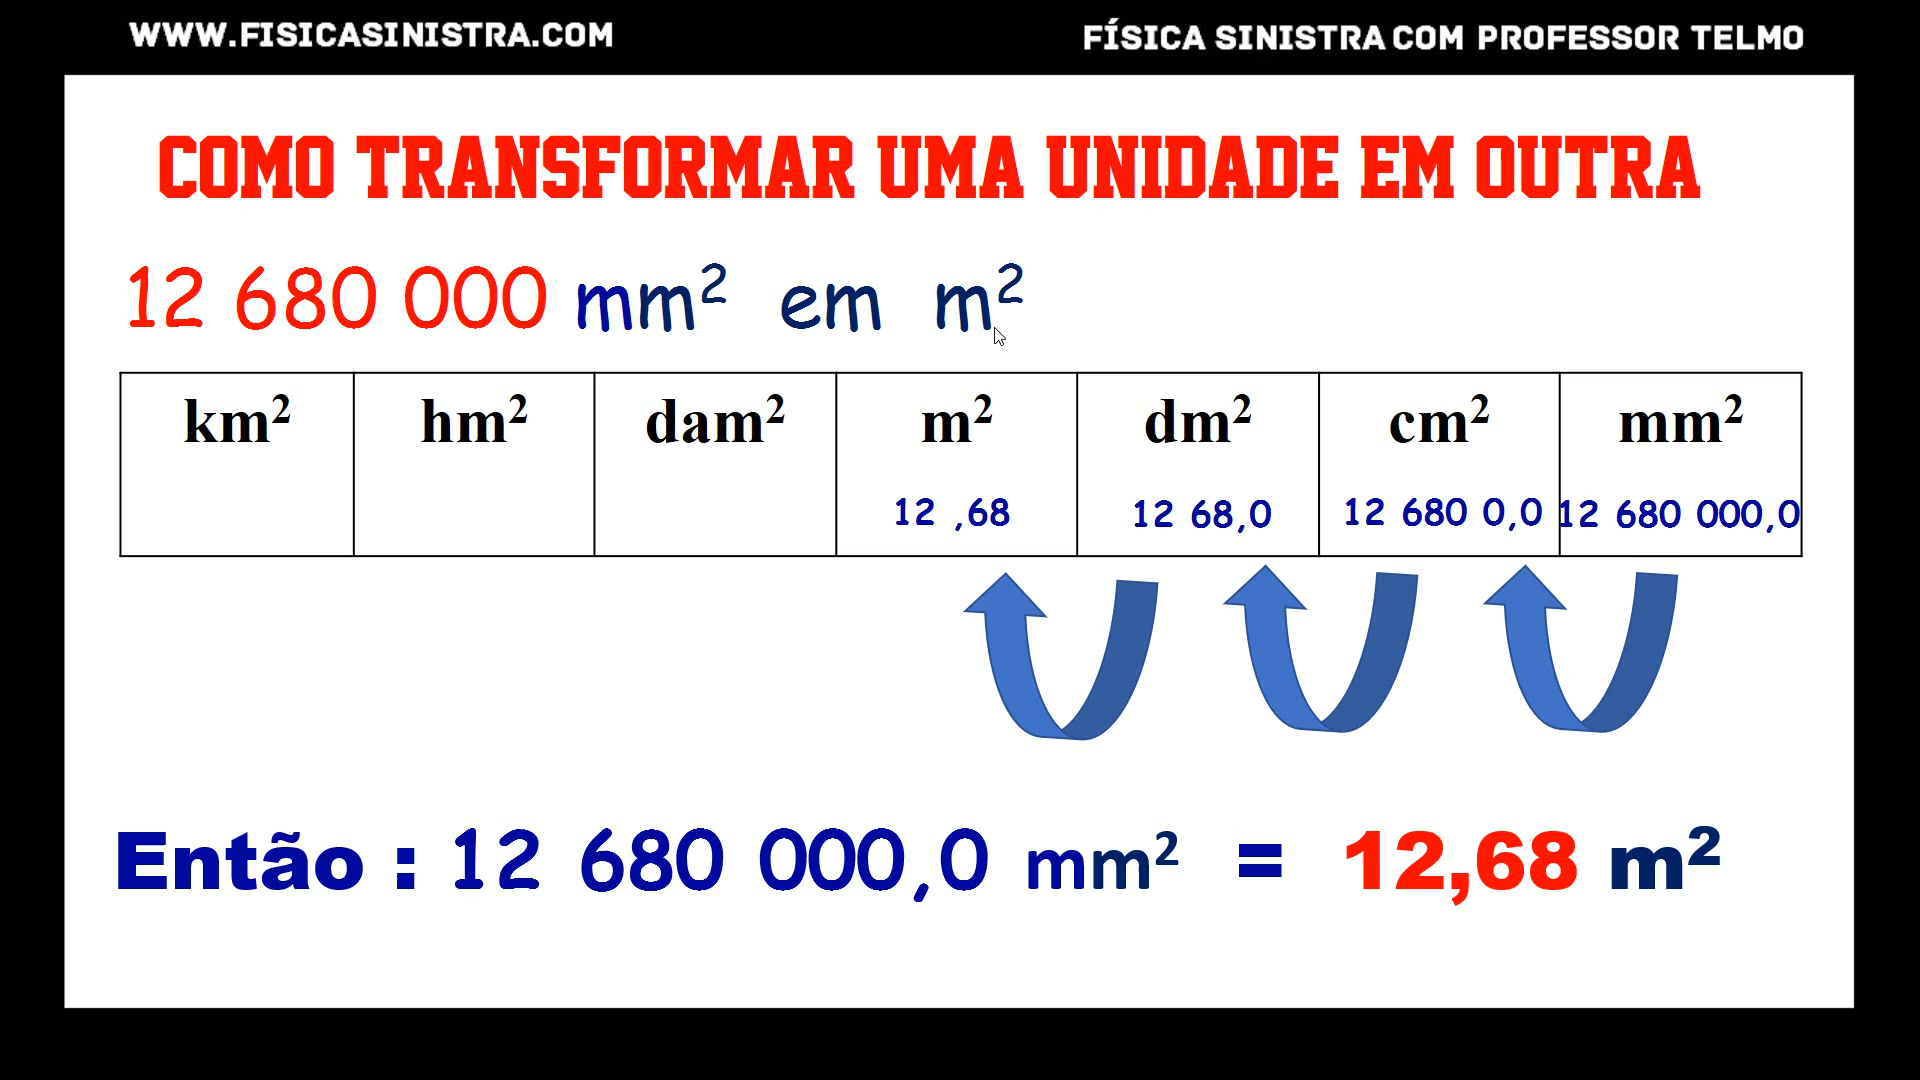 WWW.FISICASINISTRA.COM FÍSICA SINISTRA COM PROFESSOR TELMO
COMO TRANSFORMAR UMA UNIDADE EM OUTRA
12 680 000 mm² em m²
km² hm² dam² m² dm² cm² mm²
12 ,68 12 68,0 12 680 0,0 12 680 000,0
Então : 12 680 000,0 mm² = 12,68 m²